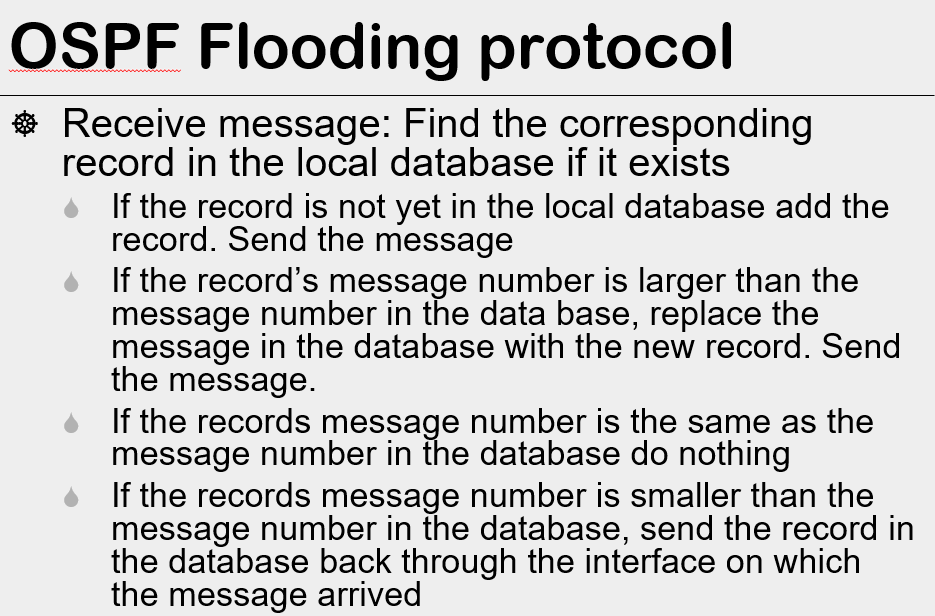 OSPF Flooding protocol
Receive message: Find the corresponding
record in the local database if it exists
If the record is not yet in the local database add the
record. Send the message
If the record’s message number is larger than the
message number in the data base, replace the
message in the database with the new record. Send
the message.
If the records message number is the same as the
message number in the database do nothing
If the records message number is smaller than the
message number in the database, send the record in
the database back through the interface on which
the message arrived